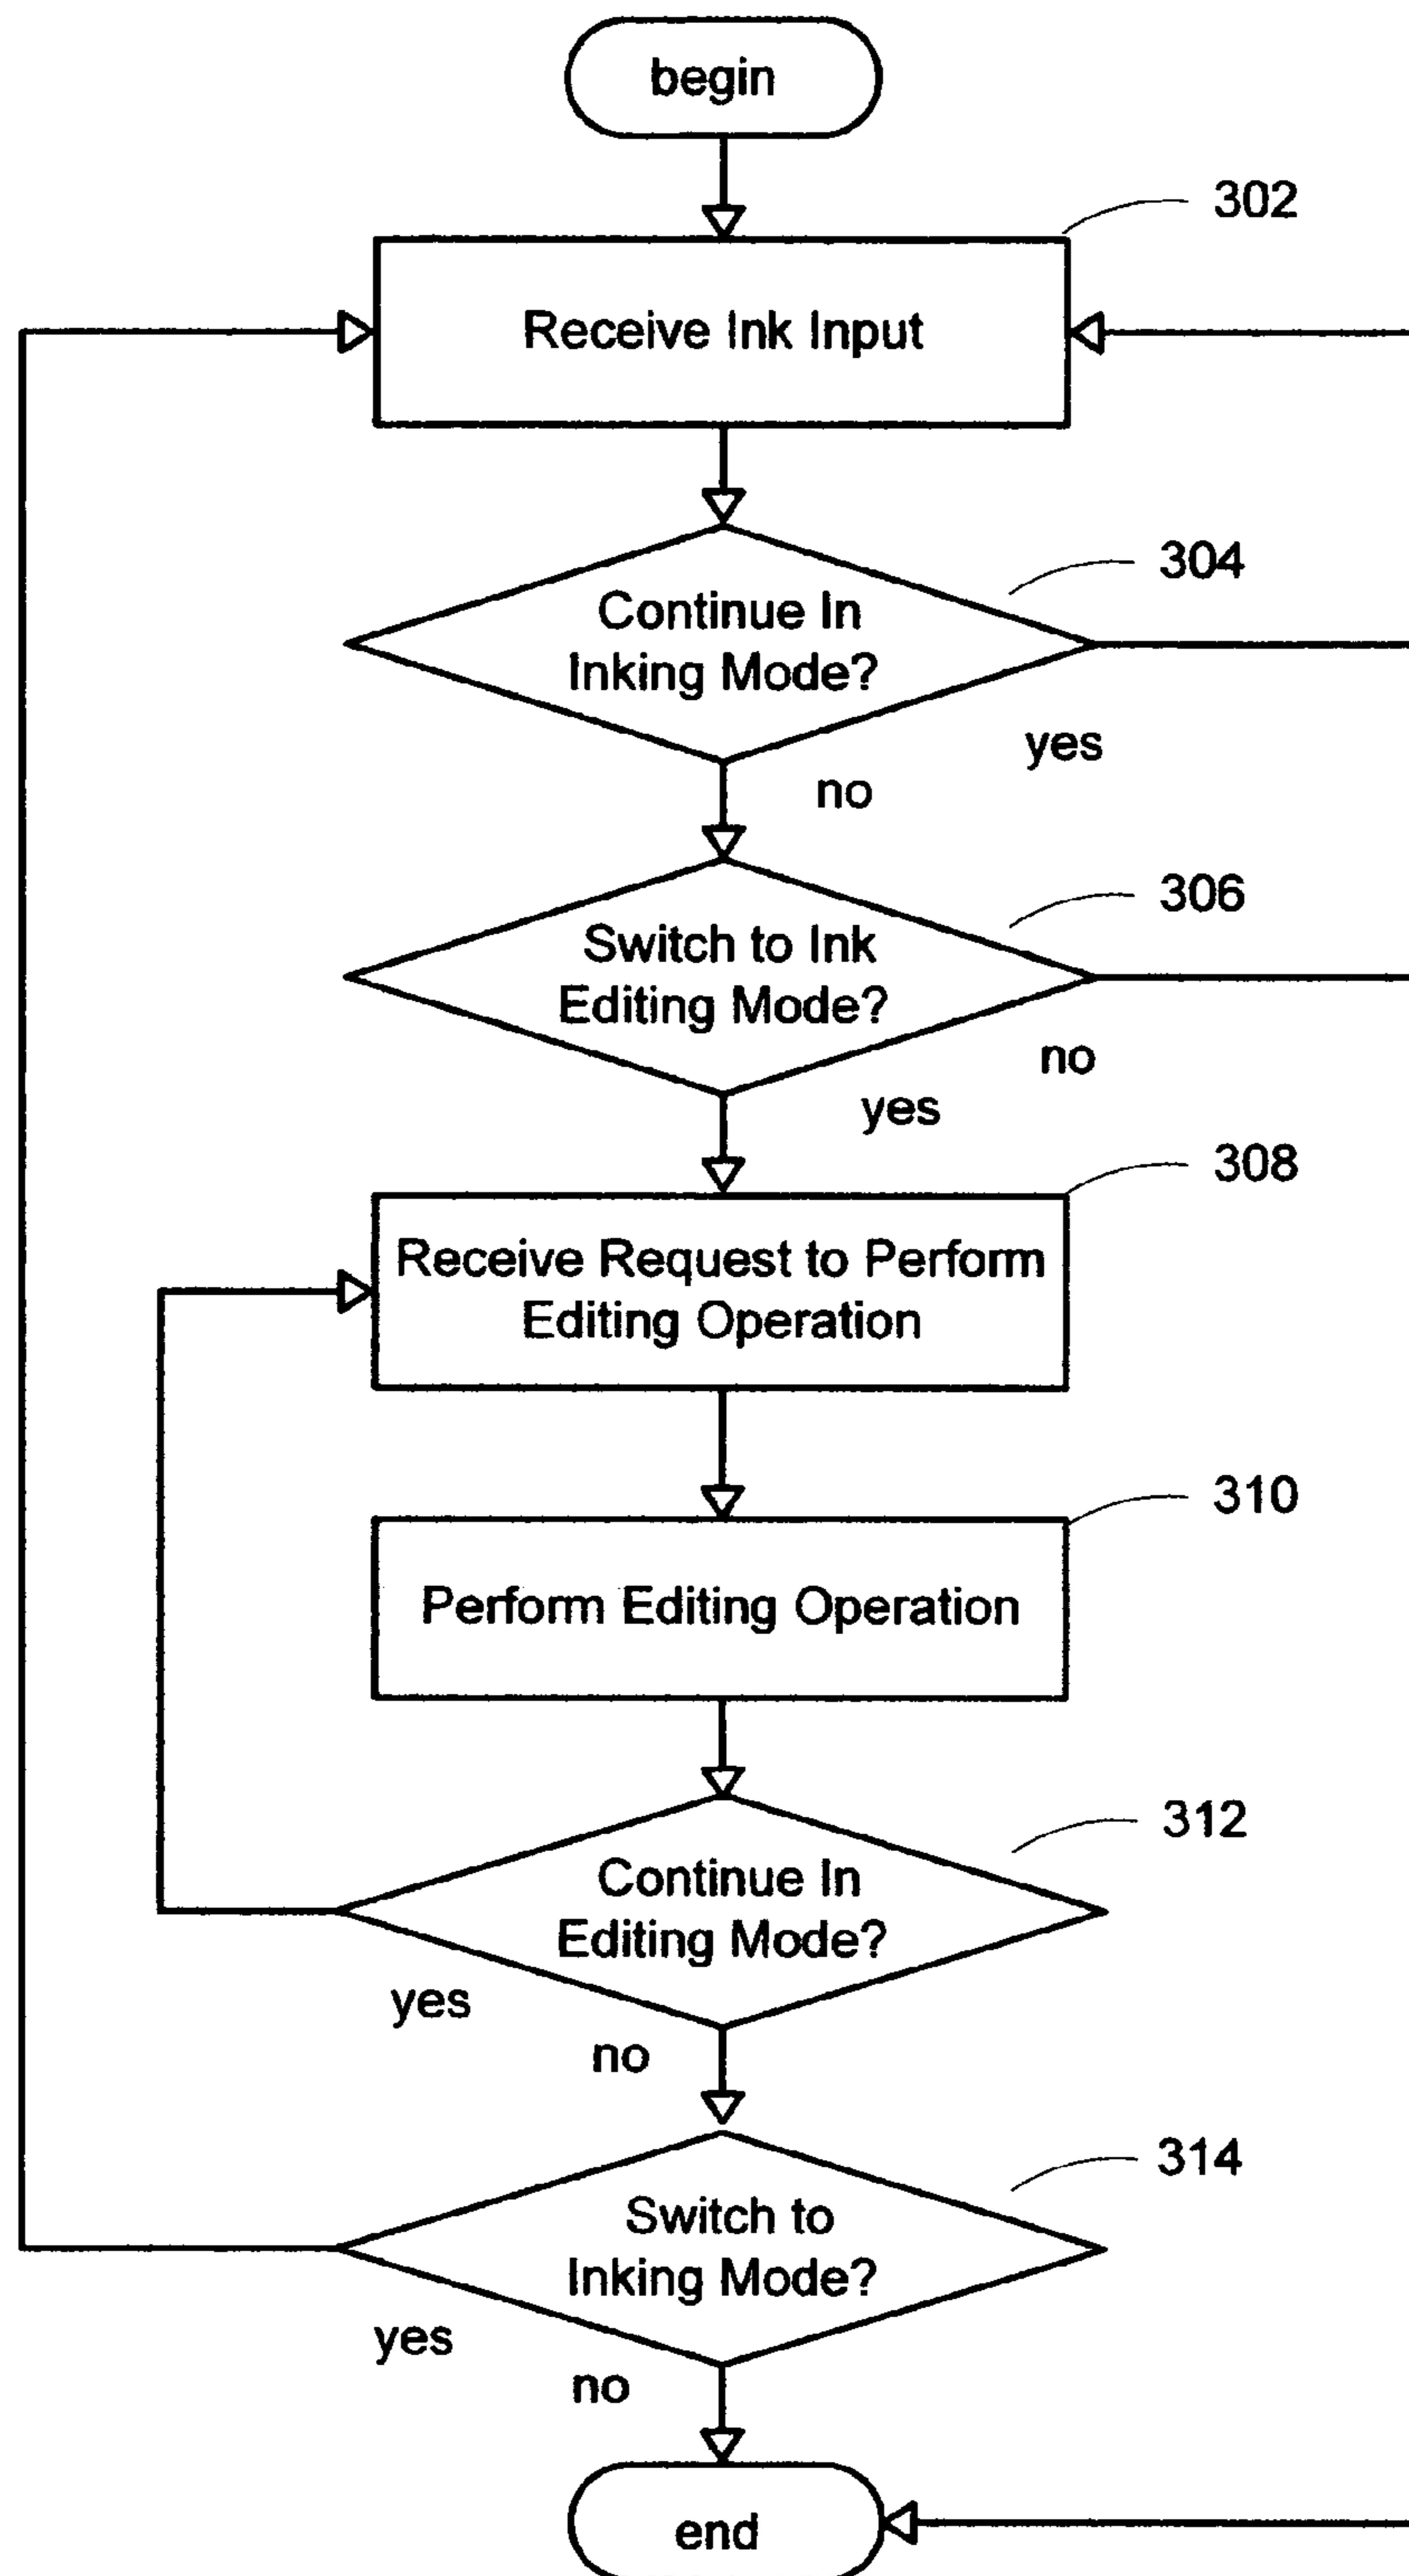 begin
302
Receive Ink Input
304
Continue In
Inking Mode?
yes
no
306
Switch to Ink
Editing Mode?
no
yes
308
Receive Request to Perform
Editing Operation
310
Perform Editing Operation
312
Continue In
Editing Mode?
yes
no
314
Switch to
Inking Mode?
yes
no
end